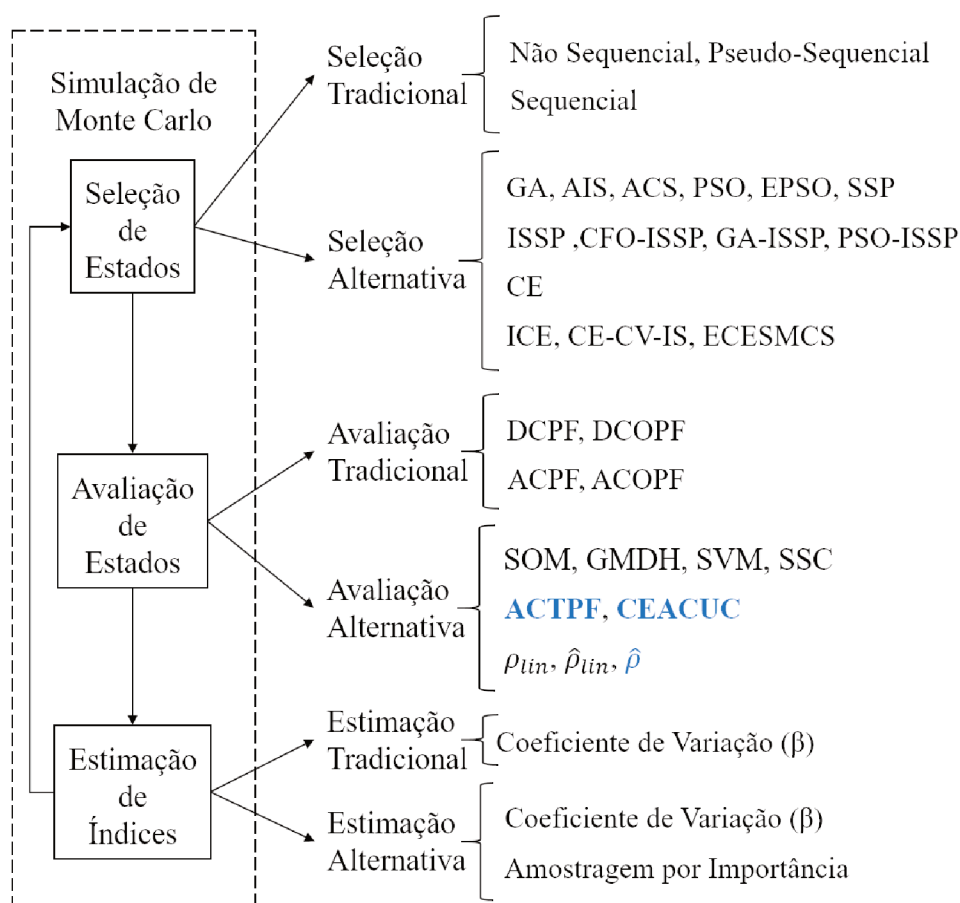 Simulação de
Monte Carlo
Seleção
de
Estados
Avaliação
de
Estados
Estimação
de
Índices
Seleção
Tradicional
Não Sequencial, Pseudo-Sequencial
Sequencial
Seleção
Alternativa
GA, AIS, ACS, PSO, EPSO, SSP
ISSP ,CFO-ISSP, GA-ISSP, PSO-ISSP
CE
ICE, CE-CV-IS, ECESMCS
Avaliação
Tradicional
DCPF, DCOPF
ACPF, ACOPF
Avaliação
Alternativa
SOM, GMDH, SVM, SSC
ACTPF, CEACUC
ρ_lin, ρ̂_lin, ρ̂
Estimação
Tradicional
Coeficiente de Variação (β)
Estimação
Alternativa
Coeficiente de Variação (β)
Amostragem por Importância